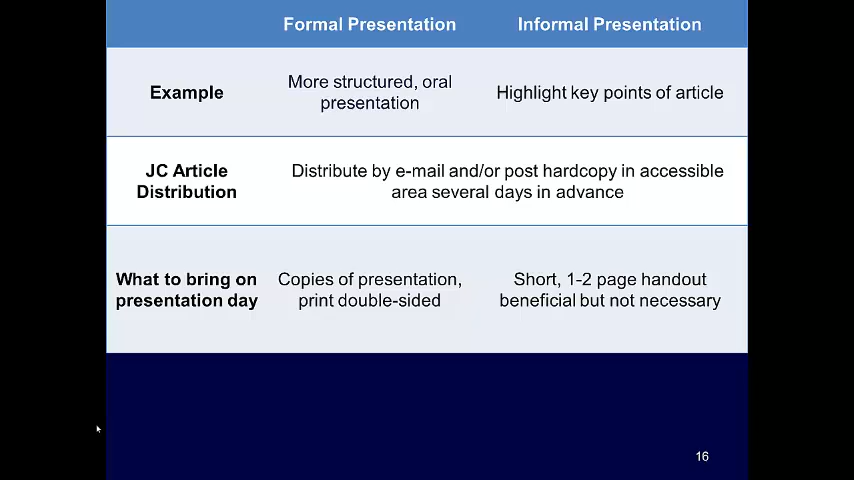 Formal Presentation Informal Presentation
Example
More structured, oral
presentation
Highlight key points of article
JC Article
Distribution
Distribute by e-mail and/or post hardcopy in accessible
area several days in advance
What to bring on
presentation day
Copies of presentation,
print double-sided
Short, 1-2 page handout
beneficial but not necessary
16